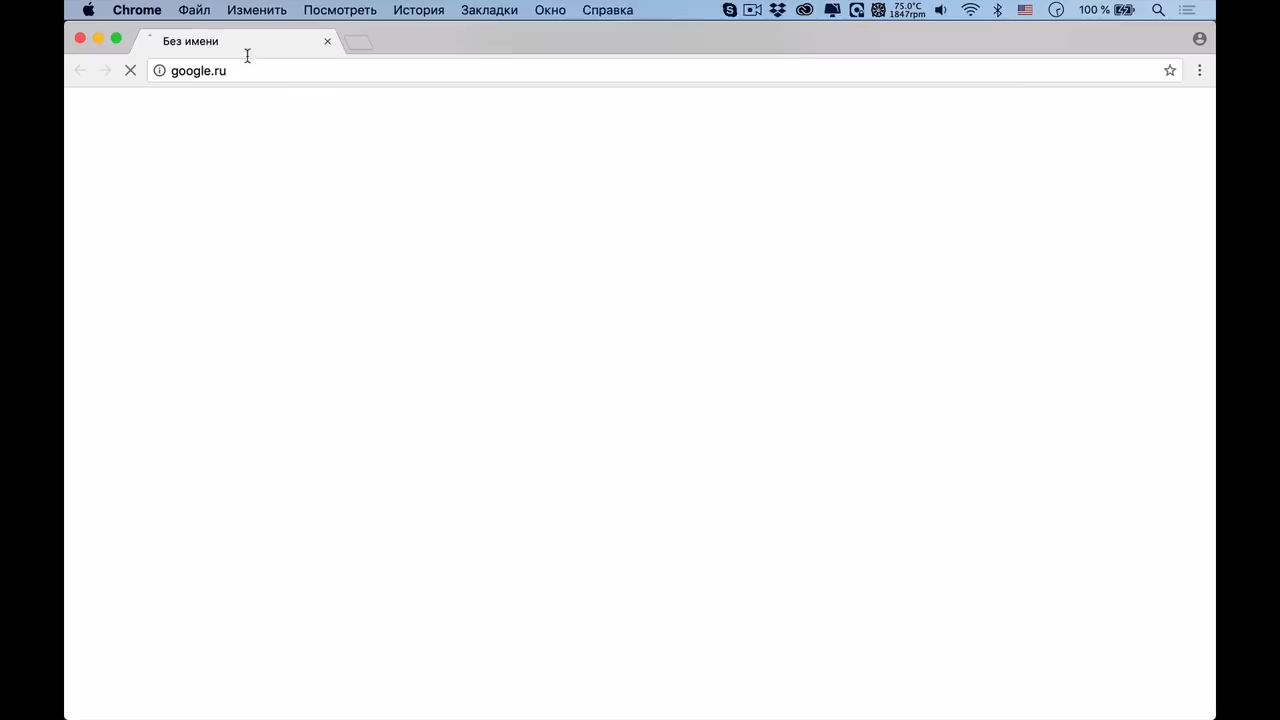 Chrome Файл Изменить Посмотреть История Закладки Окно Справка 75.0°C 1847rpm 100 %
Без имени
google.ru